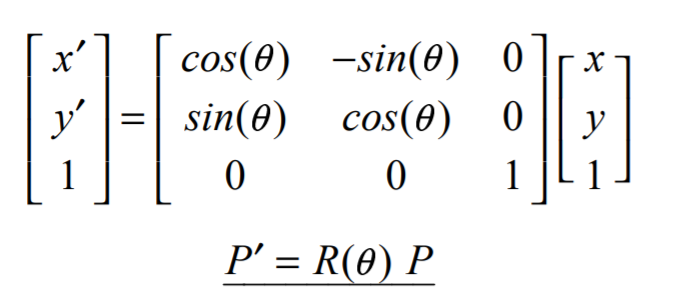 [x′ y′ 1] = [cos(θ) −sin(θ) 0 sin(θ) cos(θ) 0 0 0 1] [x y 1]
P′ = R(θ) P